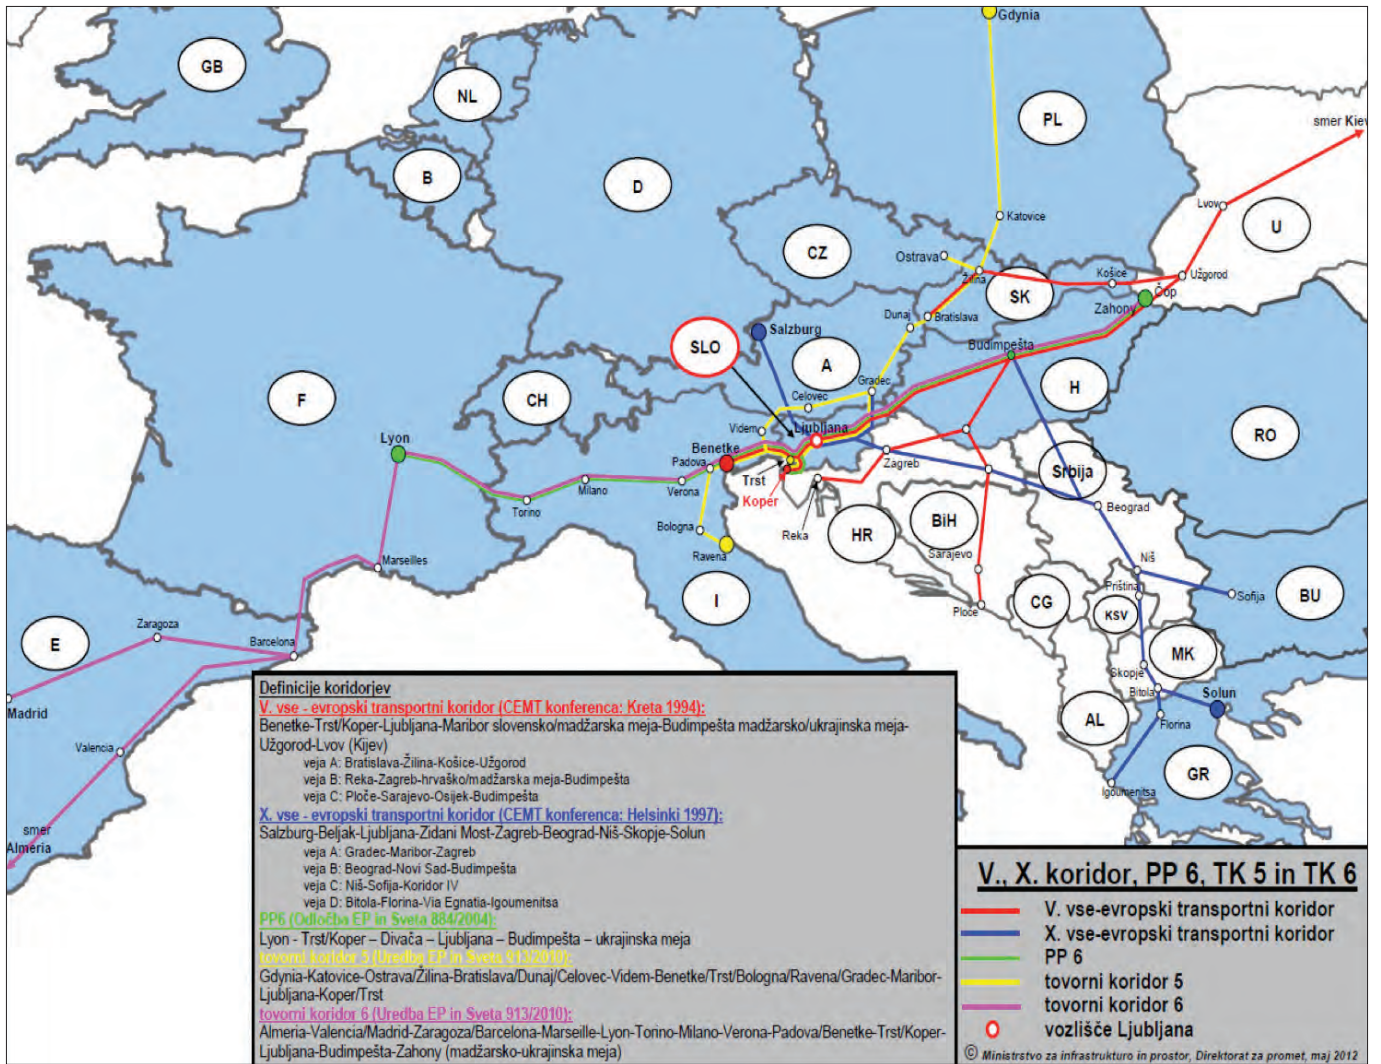 Gdynia
GB
NL
PL
smer Kiev
B
D
Lvov
U
Katovice
CZ
Ostrava
Žilina
Košice
Užgorod
SK
Čop
Zahony
Dunaj
Bratislava
Salzburg
SLO
A
Budimpešta
F
CH
Gradec
H
Celovec
RO
Videm
Ljubljana
Lyon
Benetke
Padova
Zagreb
Srbija
Milano
Verona
Trst
Koper
Torino
Beograd
Bologna
Reka
HR
BiH
Ravena
Sarajevo
Niš
Marseilles
Priština
I
Ploče
CG
KSV
Sofija
BU
Zaragoza
E
Barcelona
MK
Skopje
Bitola
Solun
Madrid
AL
Florina
Valencia
GR
Igoumenitsa
smer
Almeria
Definicije koridorjev
V. vse - evropski transportni koridor (CEMT konferenca: Kreta 1994):
Benetke-Trst/Koper-Ljubljana-Maribor slovensko/madžarska meja-Budimpešta madžarsko/ukrajinska meja-
Užgorod-Lvov (Kijev)
veja A: Bratislava-Žilina-Košice-Užgorod
veja B: Reka-Zagreb-hrvaško/madžarska meja-Budimpešta
veja C: Ploče-Sarajevo-Osijek-Budimpešta
X. vse - evropski transportni koridor (CEMT konferenca: Helsinki 1997):
Salzburg-Beljak-Ljubljana-Zidani Most-Zagreb-Beograd-Niš-Skopje-Solun
veja A: Gradec-Maribor-Zagreb
veja B: Beograd-Novi Sad-Budimpešta
veja C: Niš-Sofija-Koridor IV
veja D: Bitola-Florina-Via Egnatia-Igoumenitsa
PP6 (Odločba EP in Sveta 884/2004):
Lyon - Trst/Koper – Divača – Ljubljana – Budimpešta – ukrajinska meja
tovorni koridor 5 (Uredba EP in Sveta 913/2010):
Gdynia-Katovice-Ostrava/Žilina-Bratislava/Dunaj/Celovec-Videm-Benetke/Trst/Bologna/Ravena/Gradec-Maribor-
Ljubljana-Koper/Trst
tovorni koridor 6 (Uredba EP in Sveta 913/2010):
Almeria-Valencia/Madrid-Zaragoza/Barcelona-Marseille-Lyon-Torino-Milano-Verona-Padova/Benetke-Trst/Koper-
Ljubljana-Budimpešta-Zahony (madžarsko-ukrajinska meja)
V., X. koridor, PP 6, TK 5 in TK 6
V. vse-evropski transportni koridor
X. vse-evropski transportni koridor
PP 6
tovorni koridor 5
tovorni koridor 6
vozlišče Ljubljana
© Ministrstvo za infrastrukturo in prostor, Direktorat za promet, maj 2012